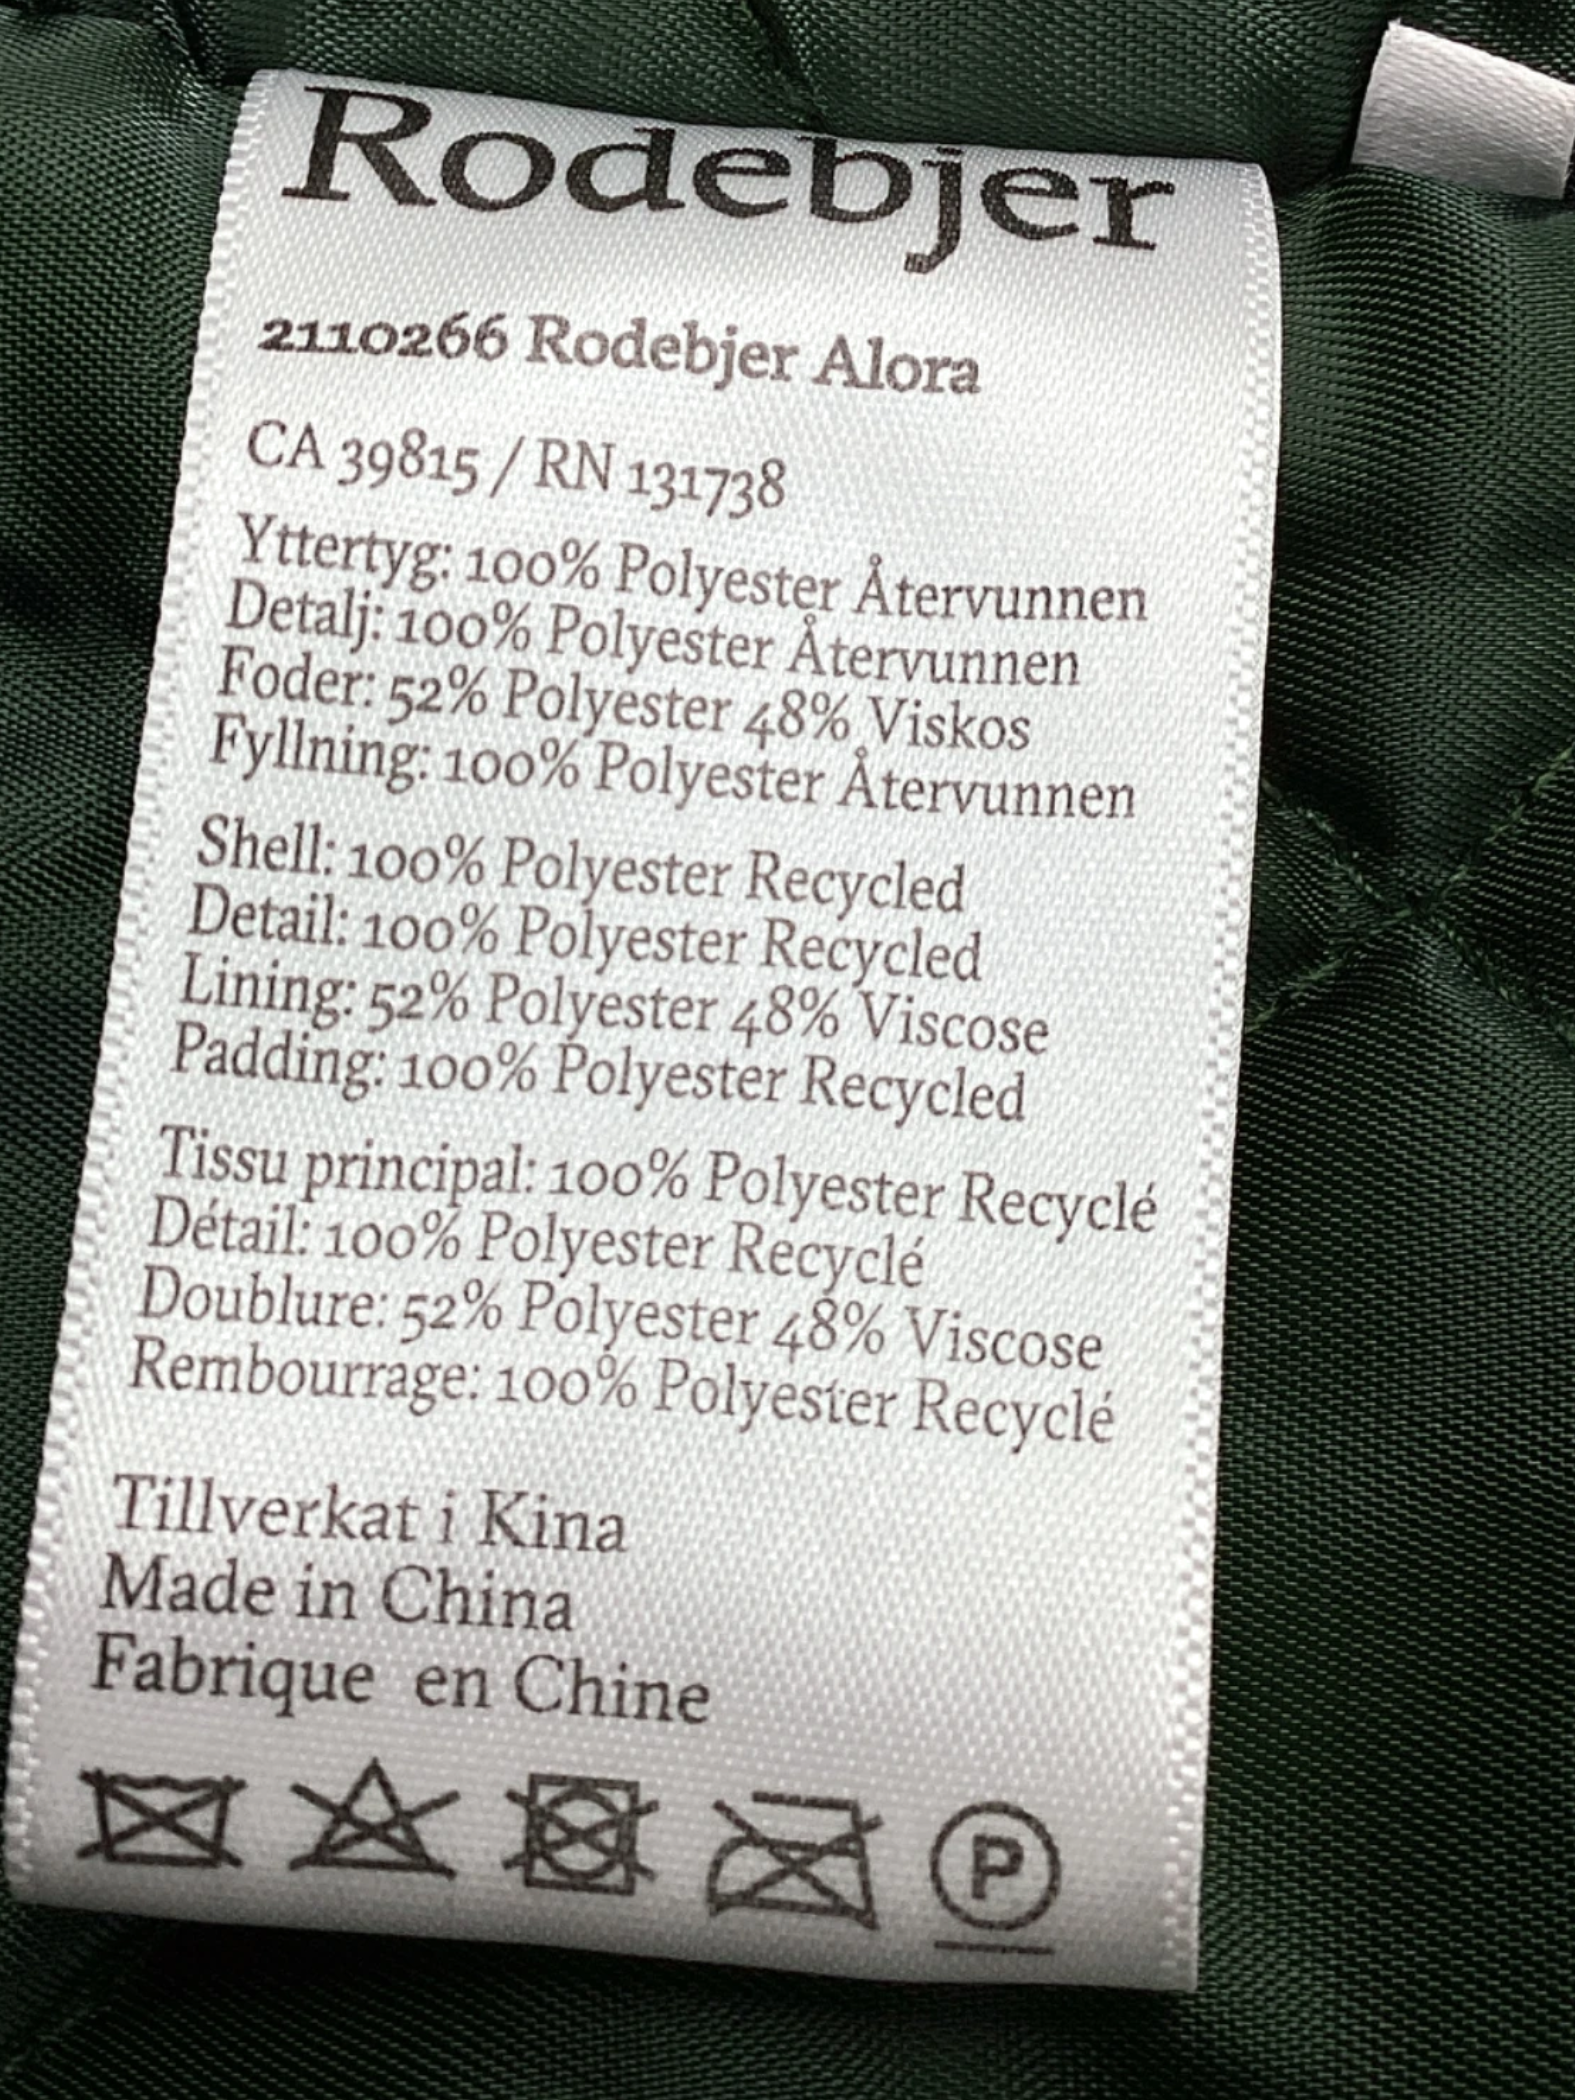 Rodebjer
2110266 Rodebjer Alora
CA 39815 / RN 131738
Yttertyg: 100% Polyester Återvunnen
Detalj: 100% Polyester Återvunnen
Foder: 52% Polyester 48% Viskos
Fyllning: 100% Polyester Återvunnen
Shell: 100% Polyester Recycled
Detail: 100% Polyester Recycled
Lining: 52% Polyester 48% Viscose
Padding: 100% Polyester Recycled
Tissu principal: 100% Polyester Recyclé
Détail: 100% Polyester Recyclé
Doublure: 52% Polyester 48% Viscose
Rembourrage: 100% Polyester Recyclé
Tillverkat i Kina
Made in China
Fabrique en Chine
P